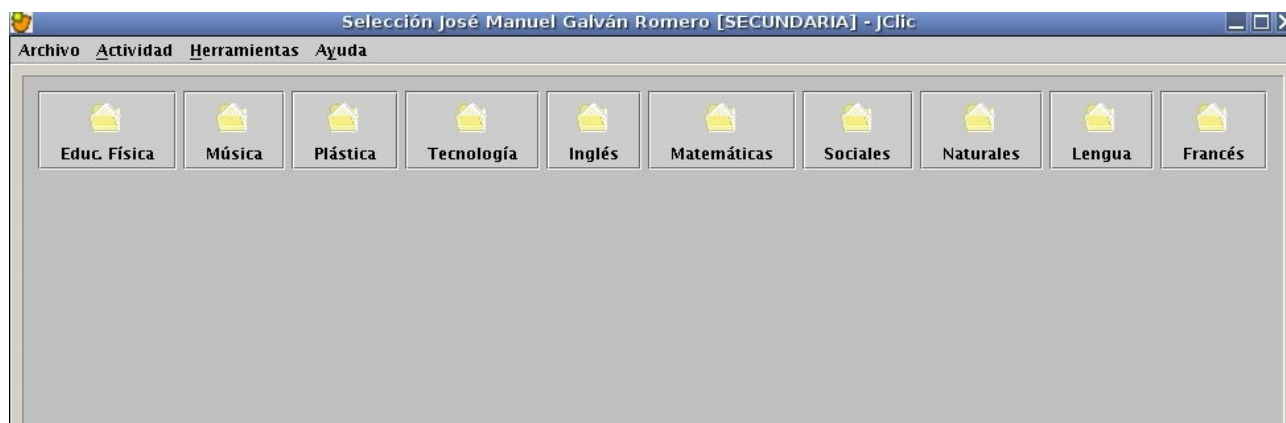 Selección José Manuel Galván Romero [SECUNDARIA] - JClic
Archivo Actividad Herramientas Ayuda
Educ. Física Música Plástica Tecnología Inglés Matemáticas Sociales Naturales Lengua Francés